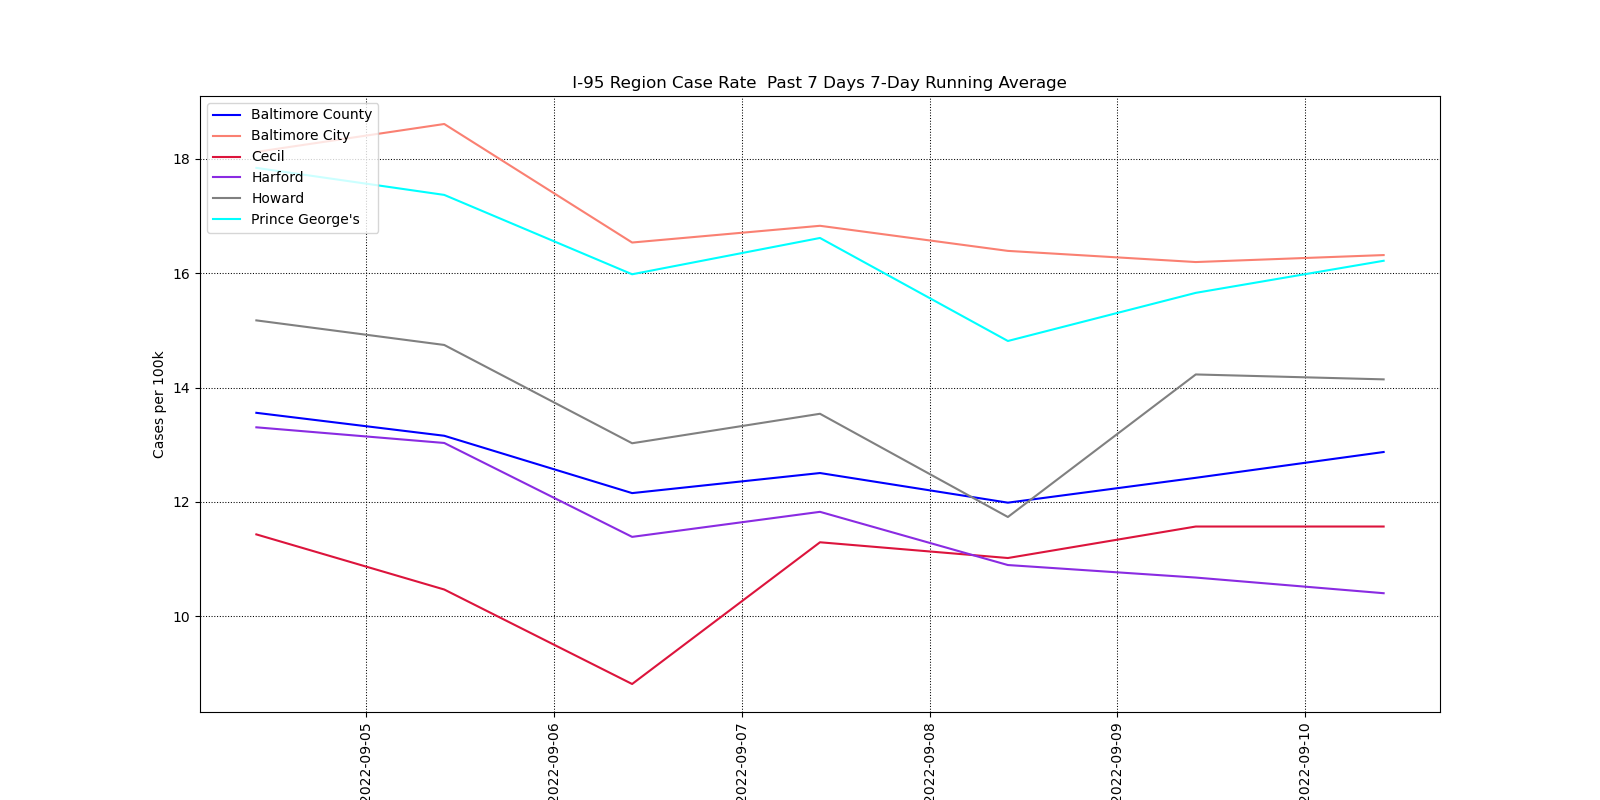 I-95 Region Case Rate  Past 7 Days 7-Day Running Average
Baltimore County
Baltimore City
Cecil
Harford
Howard
Prince George's
Cases per 100k
18
16
14
12
10
2022-09-05
2022-09-06
2022-09-07
2022-09-08
2022-09-09
2022-09-10